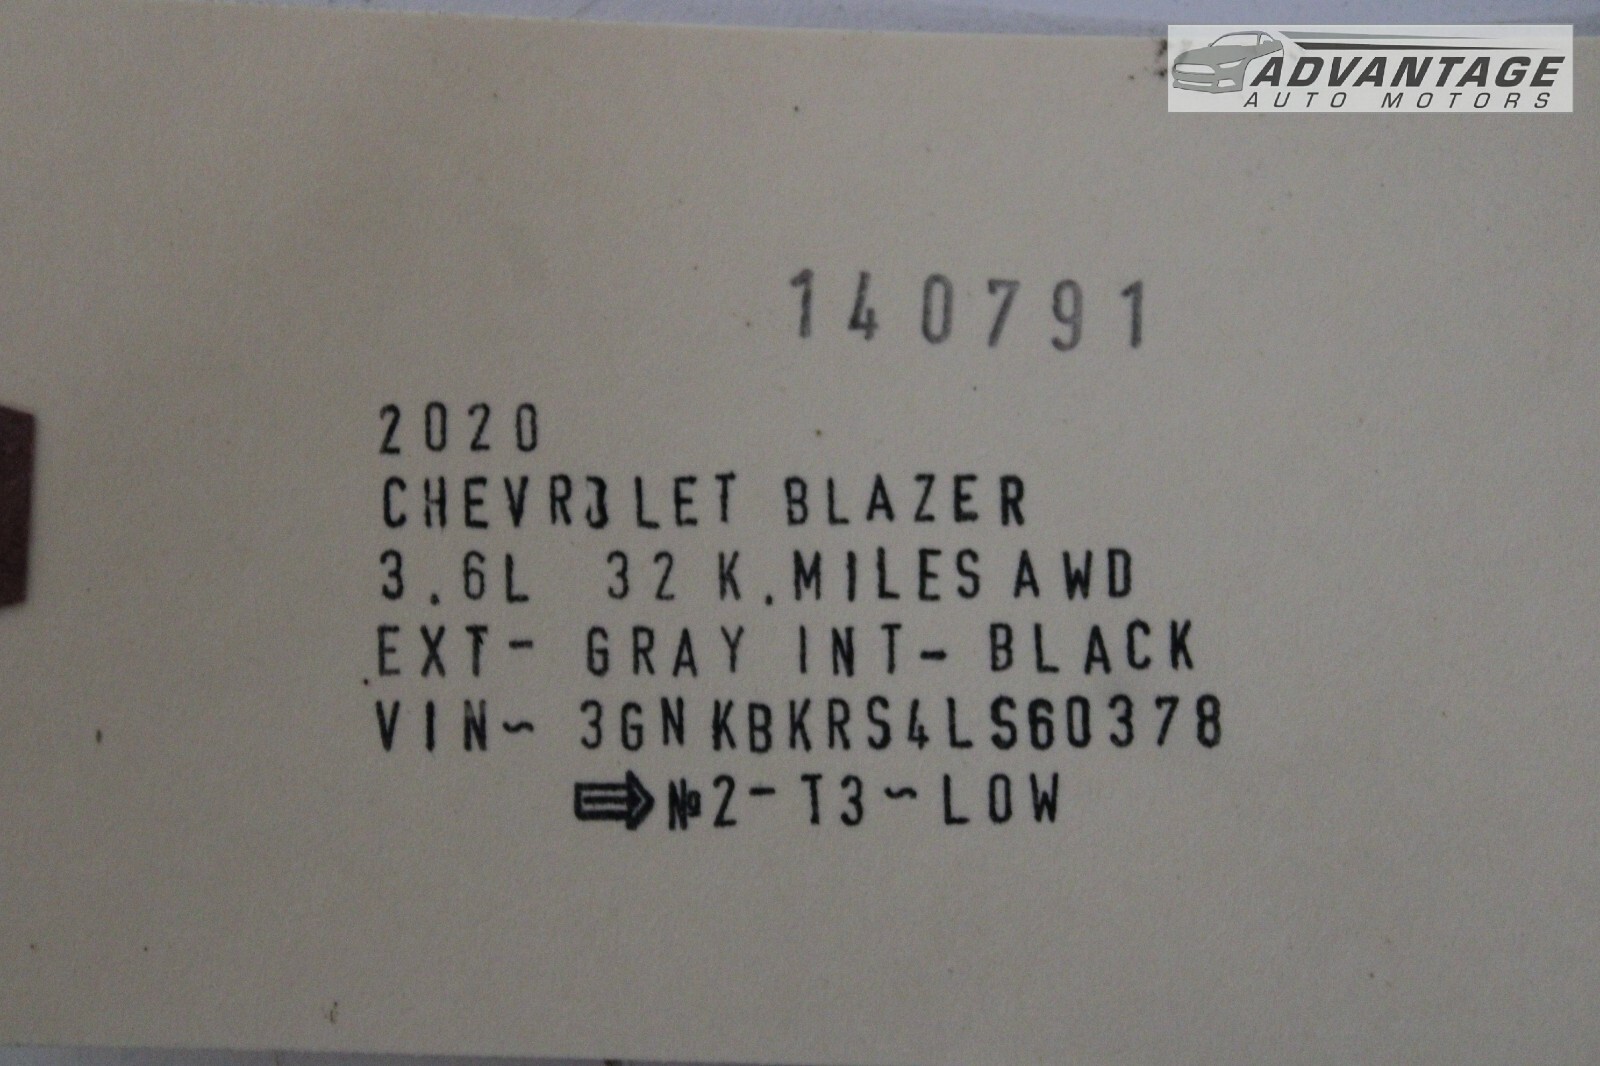 ADVANTAGE
AUTO MOTORS
140791
2020
CHEVROLET BLAZER
3.6L 32 K.MILES AWD
EXT- GRAY INT- BLACK
VIN~ 3GNKBKRS4LS60378
⇨ №2-T3~LOW